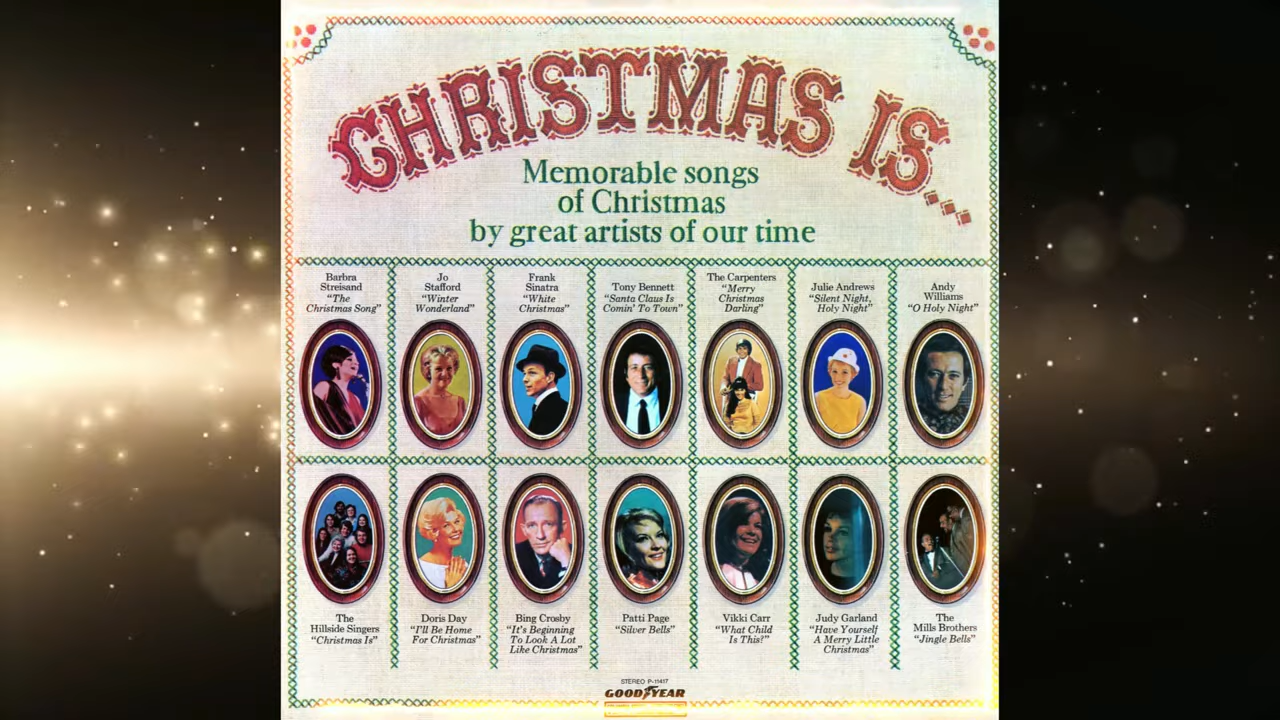 CHRISTMAS IS...
Memorable songs
of Christmas
by great artists of our time
Barbra
Streisand
"The
Christmas Song"
Jo
Stafford
"Winter
Wonderland"
Frank
Sinatra
"White
Christmas"
Tony Bennett
"Santa Claus Is
Comin' To Town"
The Carpenters
"Merry
Christmas
Darling"
Julie Andrews
"Silent Night,
Holy Night"
Andy
Williams
"O Holy Night"
The
Hillside Singers
"Christmas Is"
Doris Day
"I'll Be Home
For Christmas"
Bing Crosby
"It's Beginning
To Look A Lot
Like Christmas"
Patti Page
"Silver Bells"
Vikki Carr
"What Child
Is This?"
Judy Garland
"Have Yourself
A Merry Little
Christmas"
The
Mills Brothers
"Jingle Bells"
STEREO P-11417
GOODYEAR